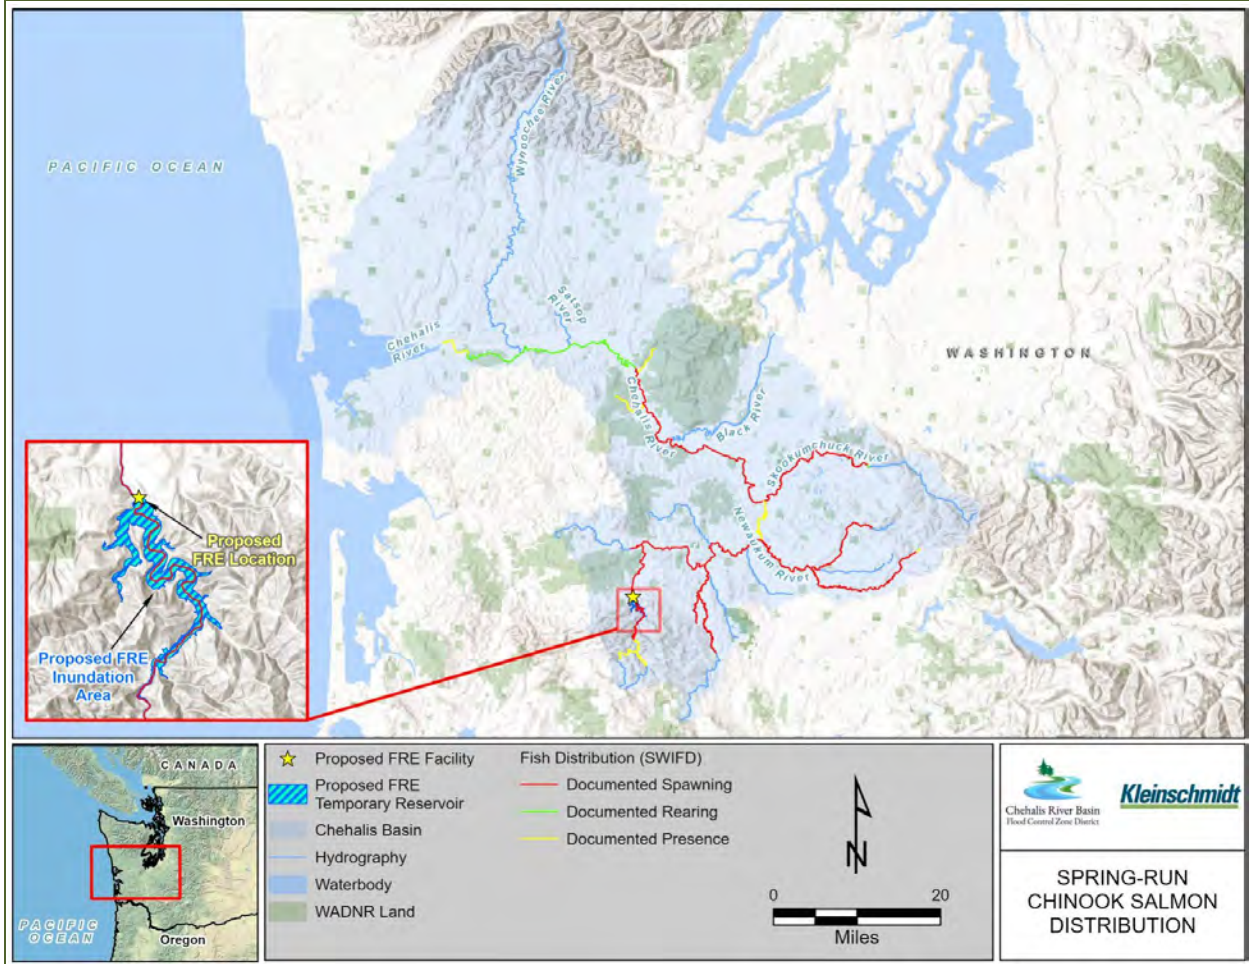 PACIFIC OCEAN
Wynoochee River
Satsop
River
Chehalis
River
WASHINGTON
Chehalis River
Black River
Skookumchuck River
Newaukum River
Proposed
FRE Location
Proposed FRE
Inundation
Area
CANADA
Washington
PACIFIC
OCEAN
Oregon
Proposed FRE Facility
Proposed FRE
Temporary Reservoir
Chehalis Basin
Hydrography
Waterbody
WADNR Land
Fish Distribution (SWIFD)
Documented Spawning
Documented Rearing
Documented Presence
N
0 20
Miles
Chehalis River Basin
Flood Control Zone District
Kleinschmidt
SPRING-RUN
CHINOOK SALMON
DISTRIBUTION